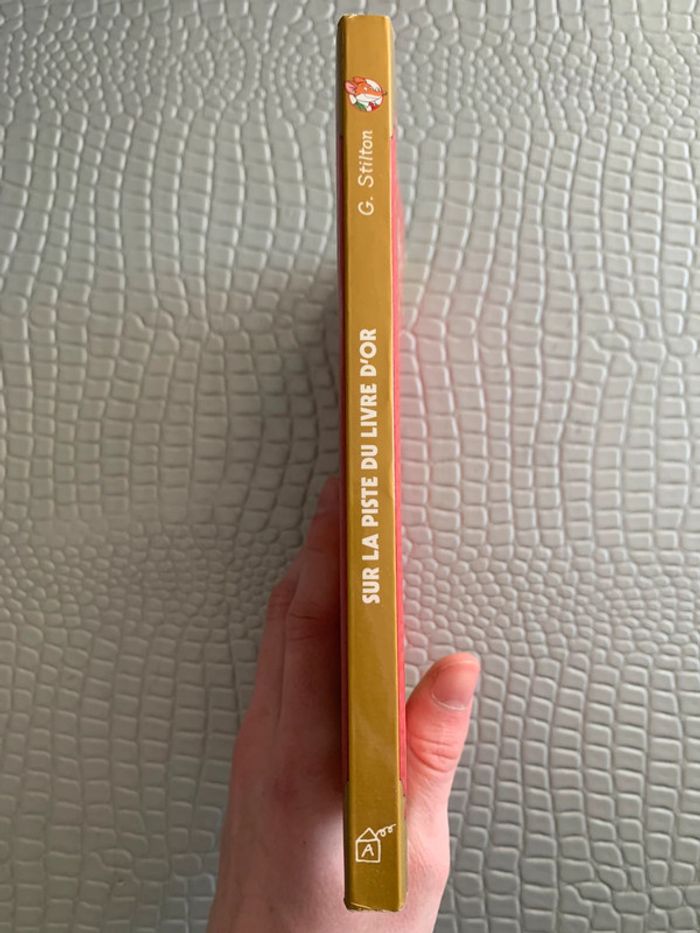 G. Stilton
SUR LA PISTE DU LIVRE D'OR
A